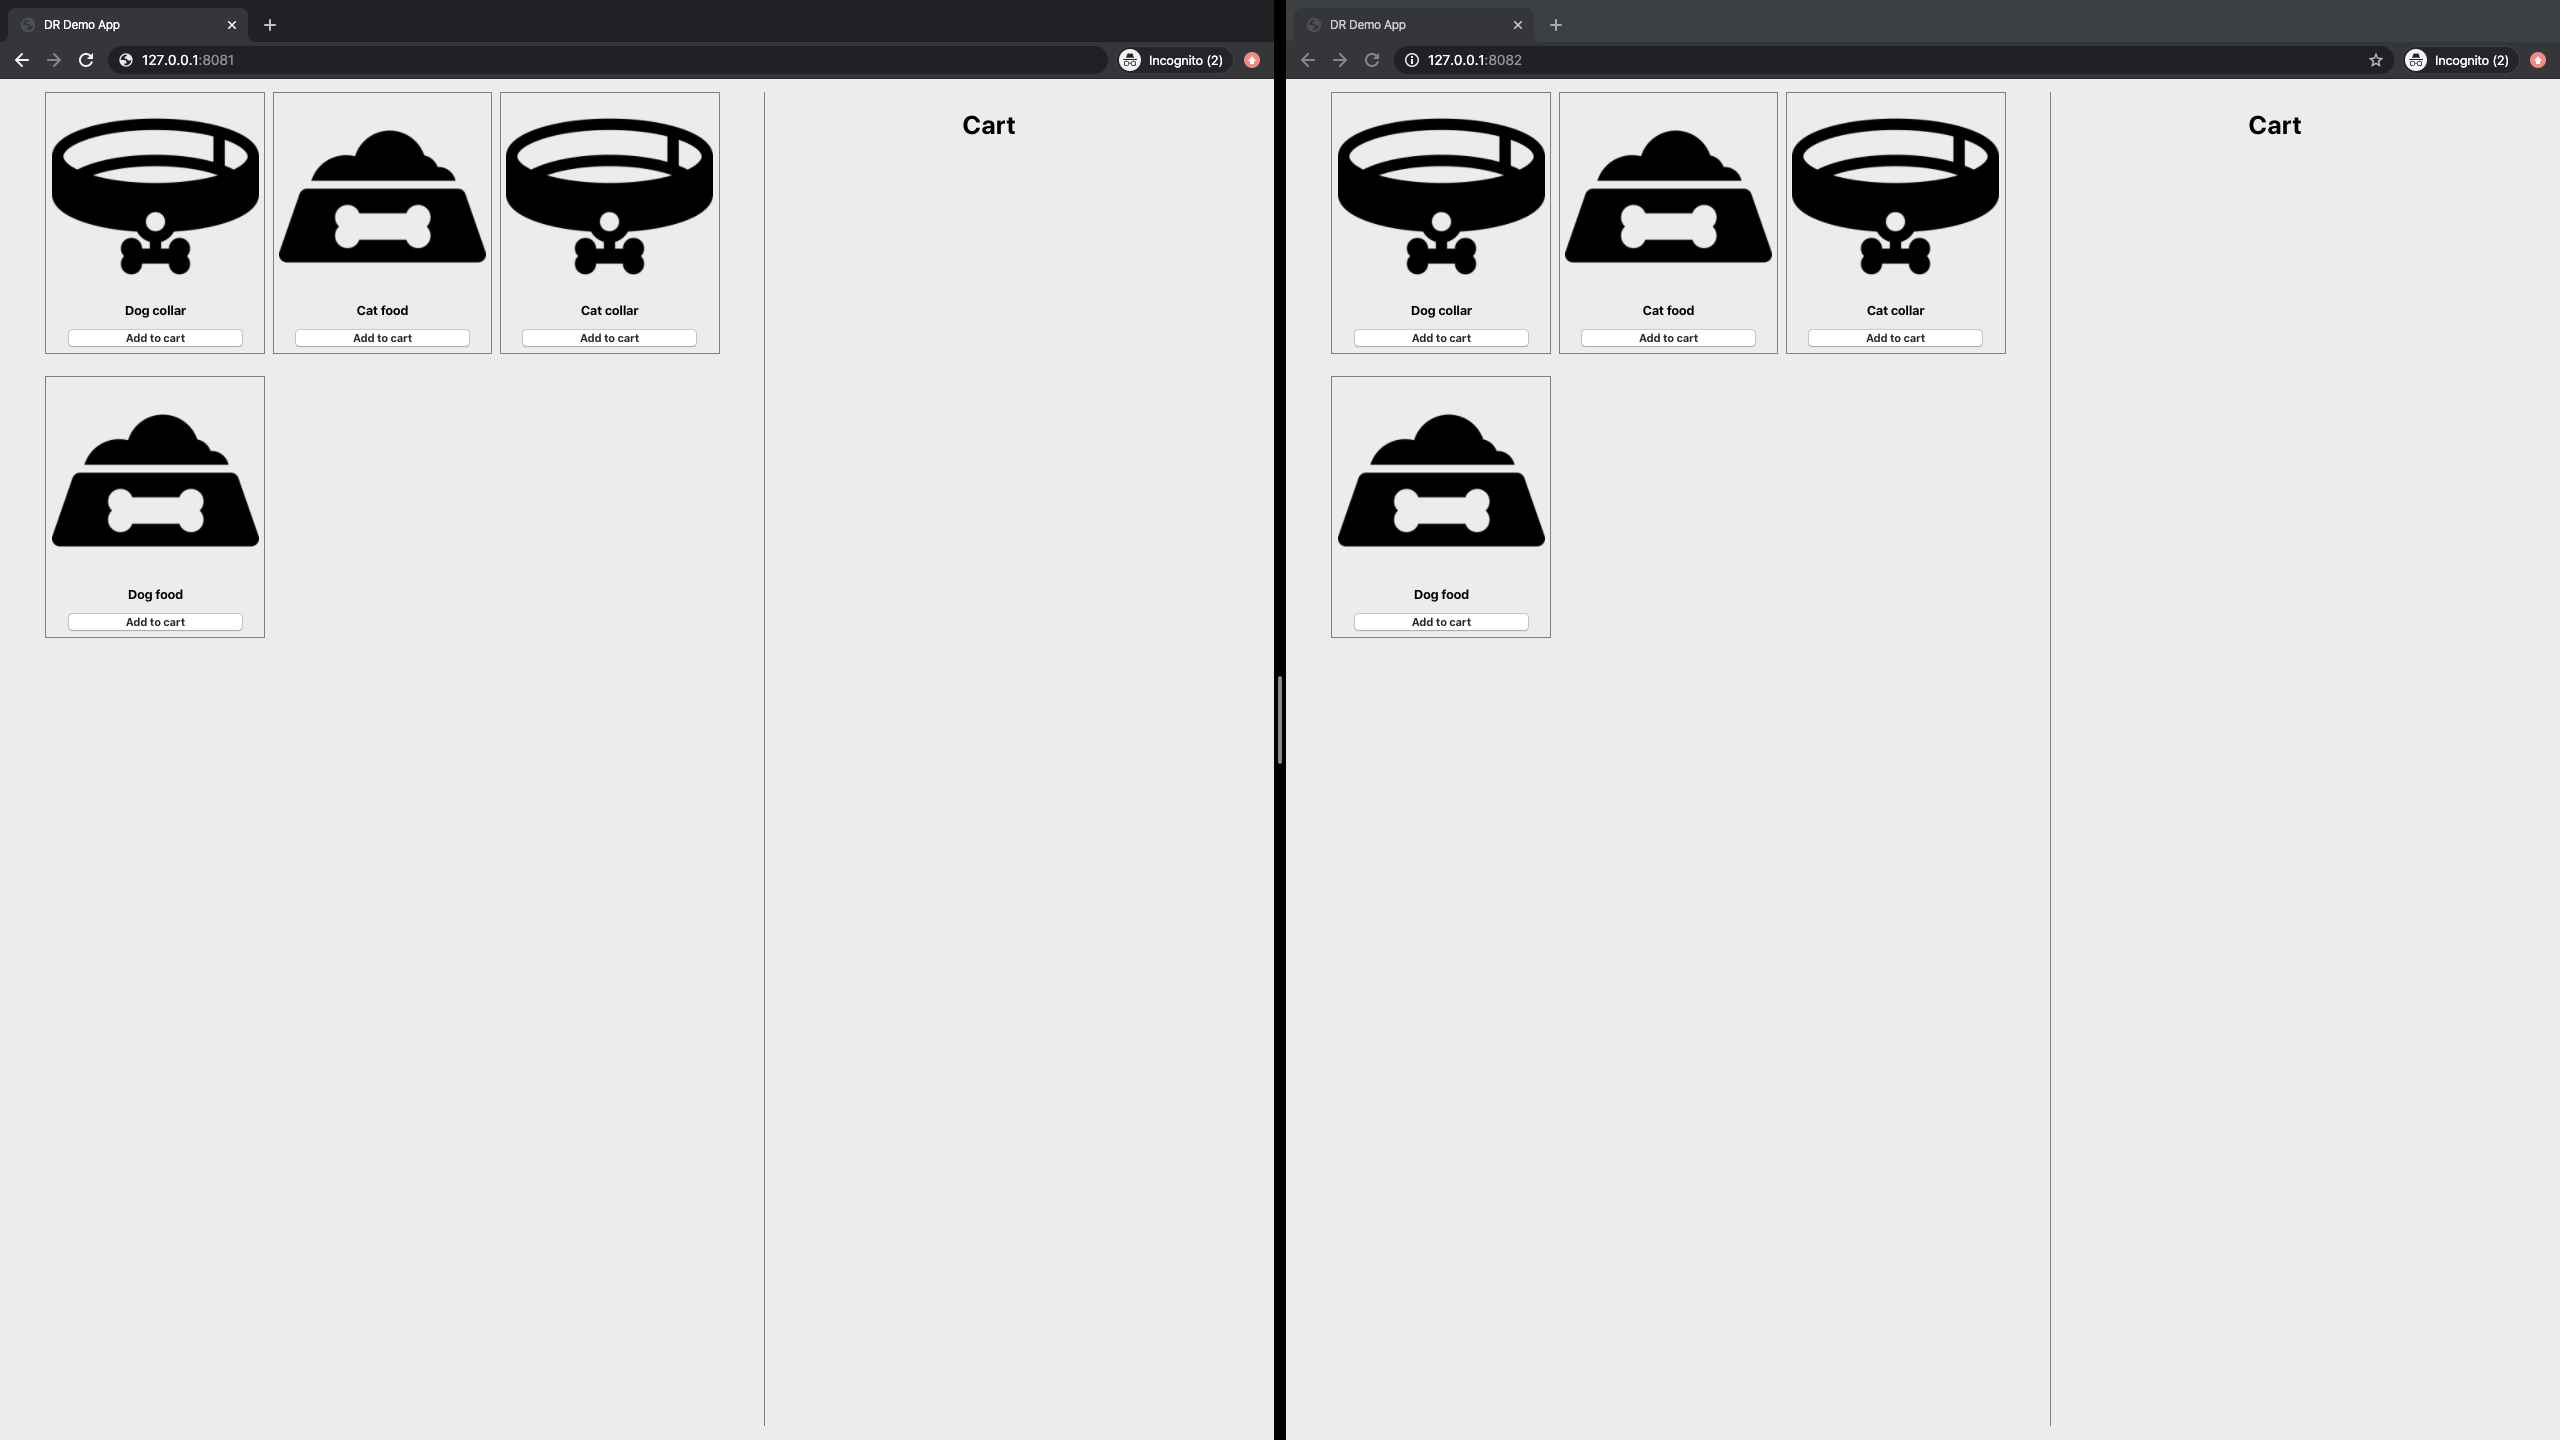 DR Demo App
127.0.0.1:8081
Incognito (2)
Cart
Dog collar
Add to cart
Cat food
Add to cart
Cat collar
Add to cart
Dog food
Add to cart
DR Demo App
127.0.0.1:8082
Incognito (2)
Cart
Dog collar
Add to cart
Cat food
Add to cart
Cat collar
Add to cart
Dog food
Add to cart